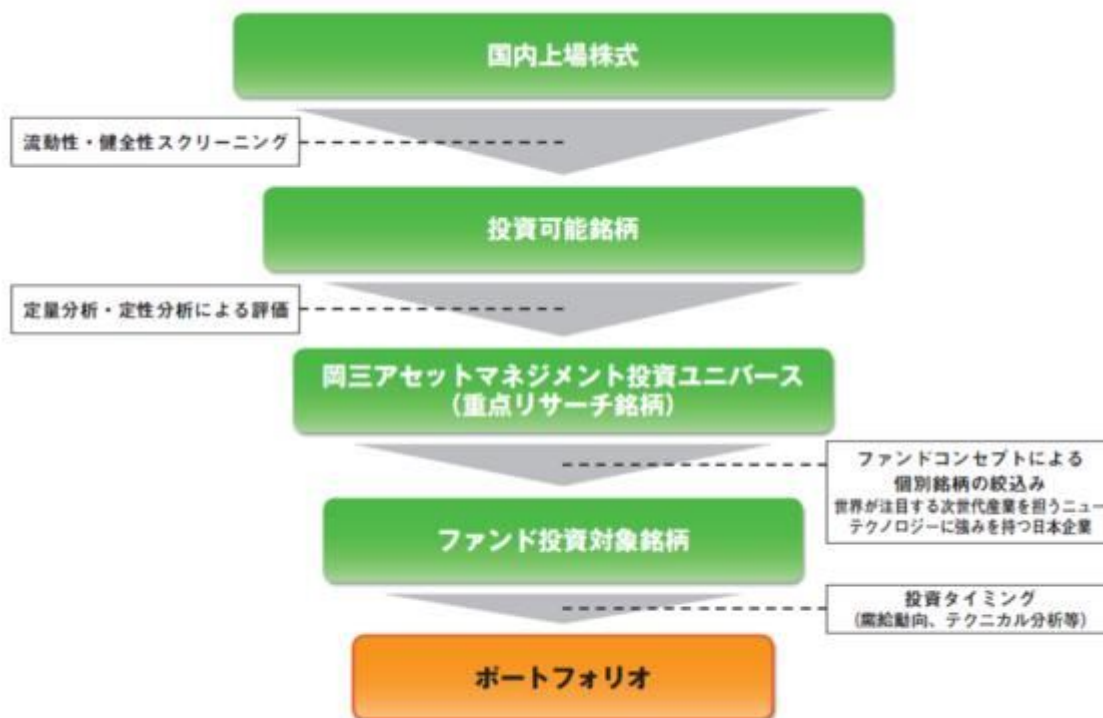 国内上場株式
流動性・健全性スクリーニング
投資可能銘柄
定量分析・定性分析による評価
岡三アセットマネジメント投資ユニバース
(重点リサーチ銘柄)
ファンドコンセプトによる
個別銘柄の絞込み
世界が注目する次世代産業を担うニュー
テクノロジーに強みを持つ日本企業
ファンド投資対象銘柄
投資タイミング
(需給動向、テクニカル分析等)
ポートフォリオ